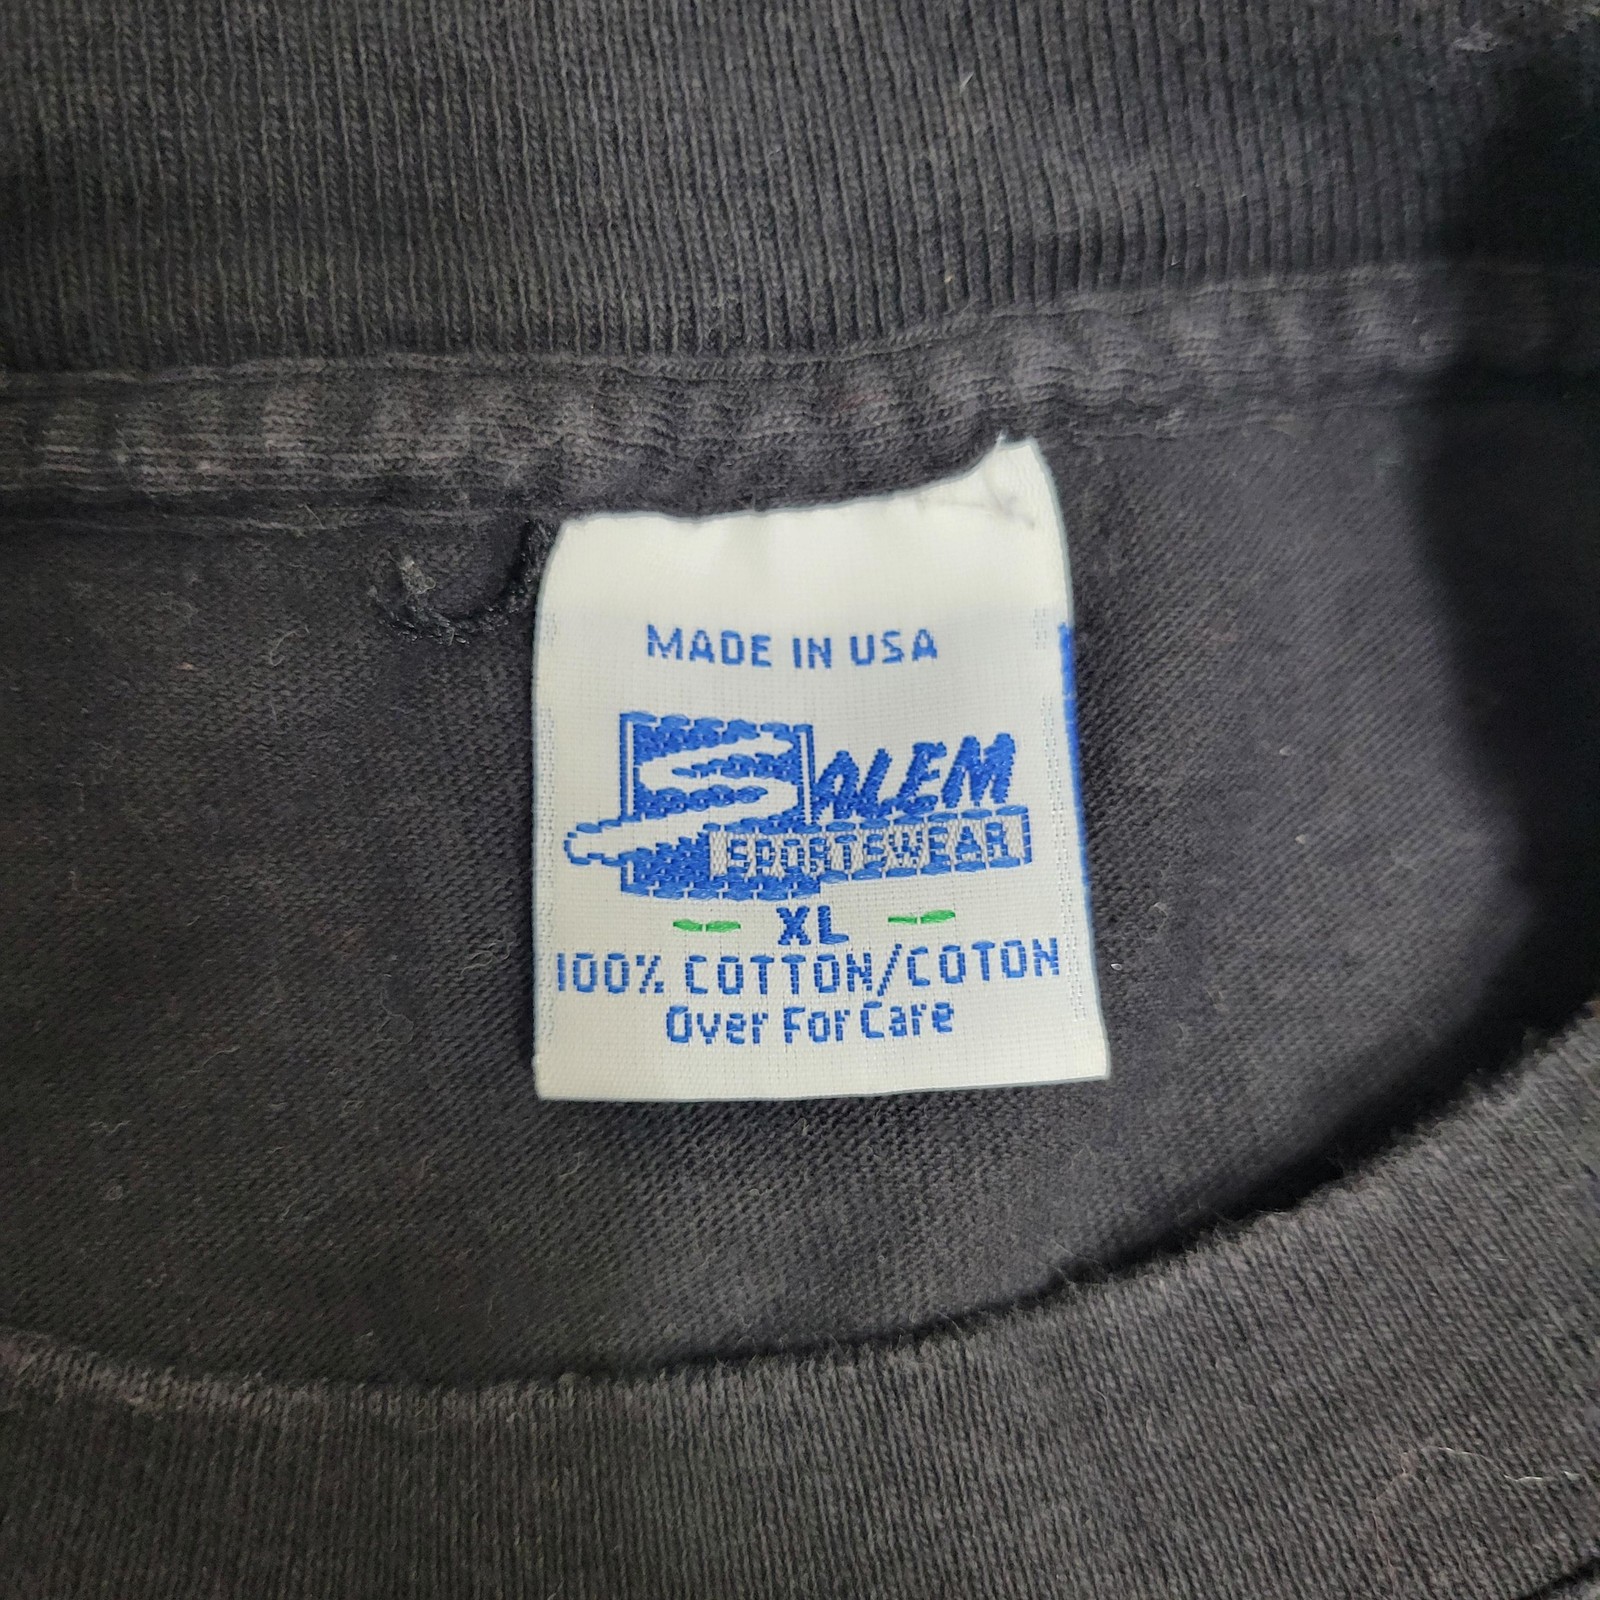 MADE IN USA
SALEM
SPORTSWEAR
XL
100% COTTON/COTON
Over For Care